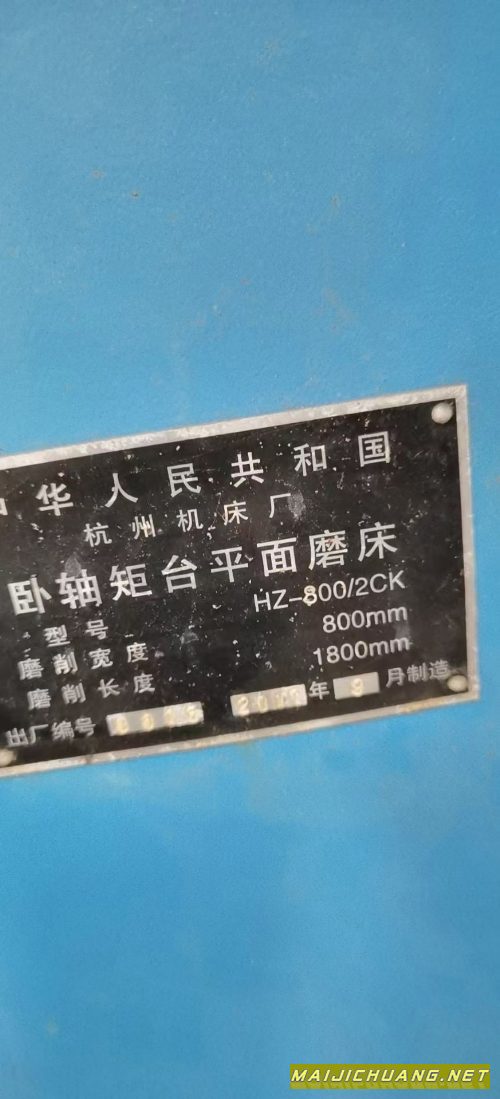 华人民共和国
杭州机床厂
卧轴矩台平面磨床
型号 HZ-800/2CK
磨削宽度 800mm
磨削长度 1800mm
出厂编号 年 9 月制造
MAIJICHUANG.NET